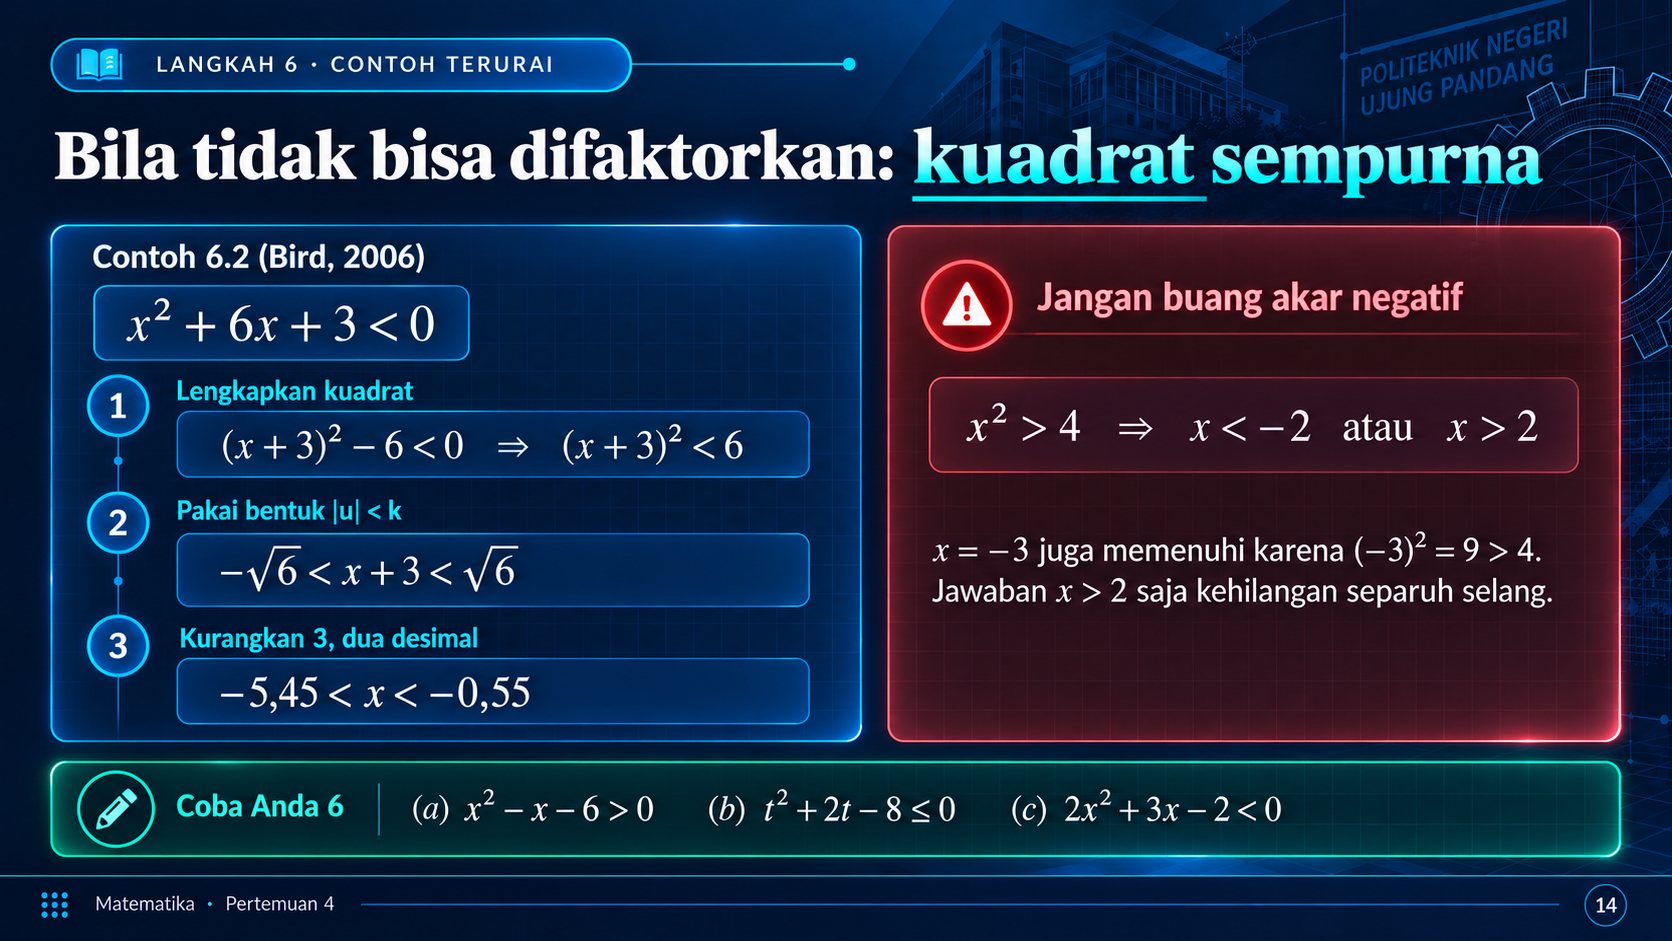 LANGKAH 6 · CONTOH TERURAI
POLITEKNIK NEGERI
UJUNG PANDANG
Bila tidak bisa difaktorkan: kuadrat sempurna
Contoh 6.2 (Bird, 2006)
x² + 6x + 3 < 0
1
Lengkapkan kuadrat
(x + 3)² − 6 < 0 ⇒ (x + 3)² < 6
2
Pakai bentuk |u| < k
−√6 < x + 3 < √6
3
Kurangkan 3, dua desimal
−5,45 < x < −0,55
Jangan buang akar negatif
x² > 4 ⇒ x < −2 atau x > 2
x = −3 juga memenuhi karena (−3)² = 9 > 4.
Jawaban x > 2 saja kehilangan separuh selang.
Coba Anda 6 (a) x² − x − 6 > 0 (b) t² + 2t − 8 ≤ 0 (c) 2x² + 3x − 2 < 0
Matematika · Pertemuan 4
14